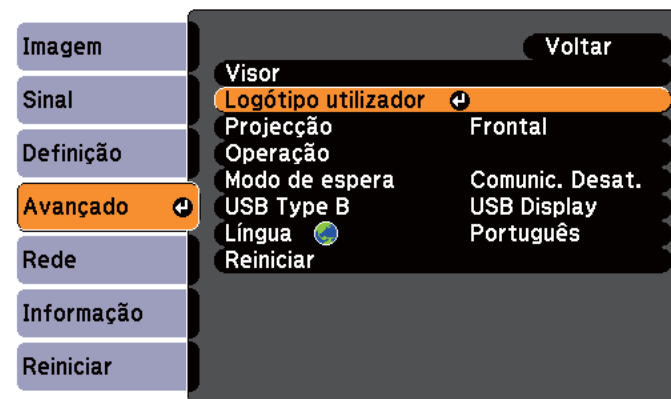 Imagem
Sinal
Definição
Avançado
Rede
Informação
Reiniciar
Voltar
Visor
Logótipo utilizador
Projecção Frontal
Operação
Modo de espera Comunic. Desat.
USB Type B USB Display
Língua Português
Reiniciar